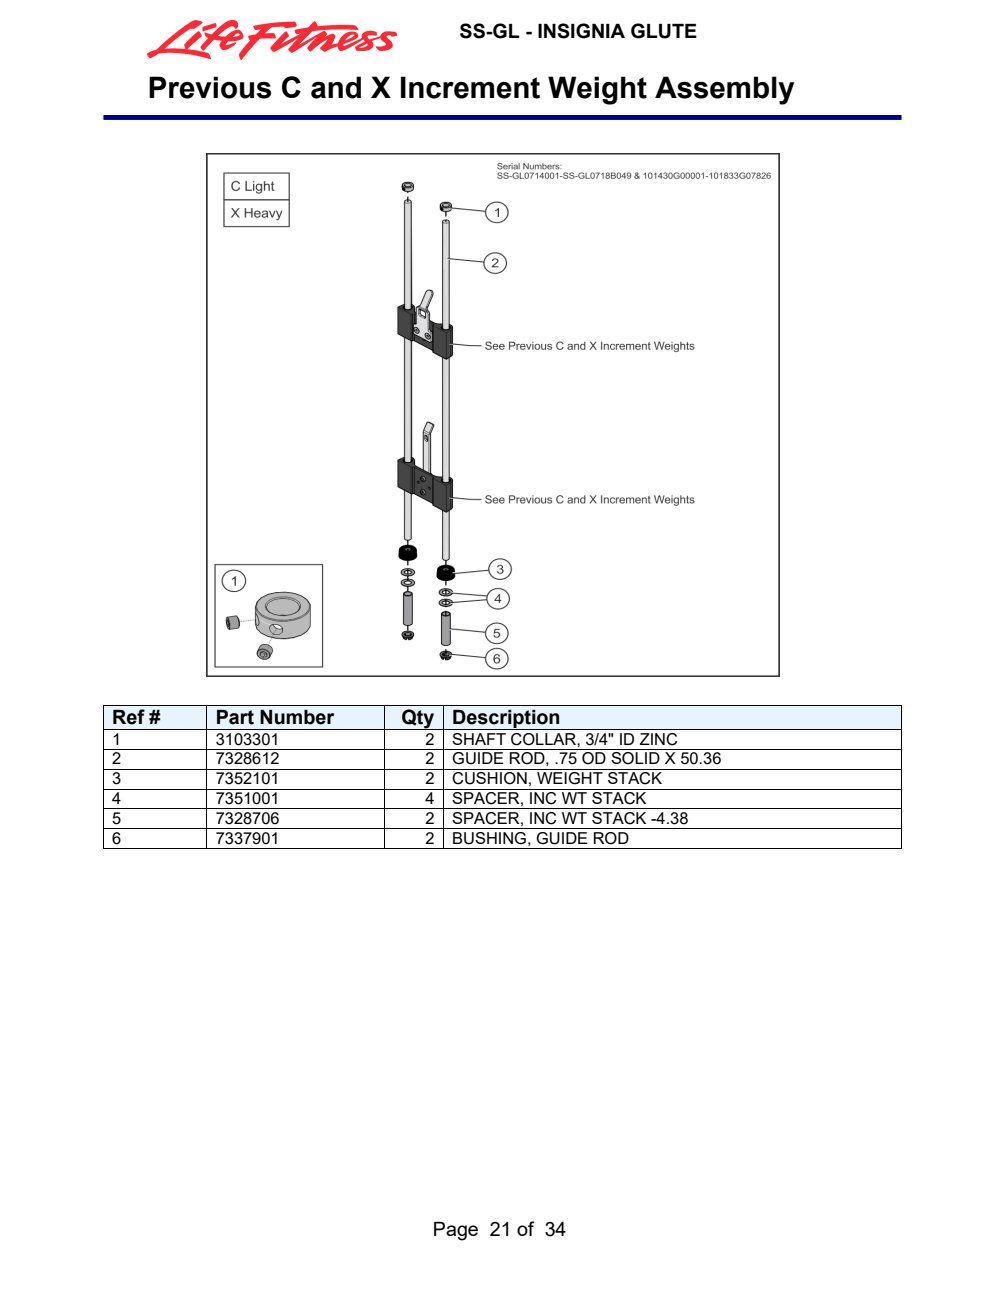 Life Fitness
SS-GL - INSIGNIA GLUTE
Previous C and X Increment Weight Assembly
Serial Numbers:
SS-GL0714001-SS-GL0718B049 & 101430G00001-101833G07826
C Light
X Heavy
1
2
See Previous C and X Increment Weights
See Previous C and X Increment Weights
3
1
4
5
6
Ref # Part Number Qty Description
1 3103301 2 SHAFT COLLAR, 3/4" ID ZINC
2 7328612 2 GUIDE ROD, .75 OD SOLID X 50.36
3 7352101 2 CUSHION, WEIGHT STACK
4 7351001 4 SPACER, INC WT STACK
5 7328706 2 SPACER, INC WT STACK -4.38
6 7337901 2 BUSHING, GUIDE ROD
Page 21 of 34